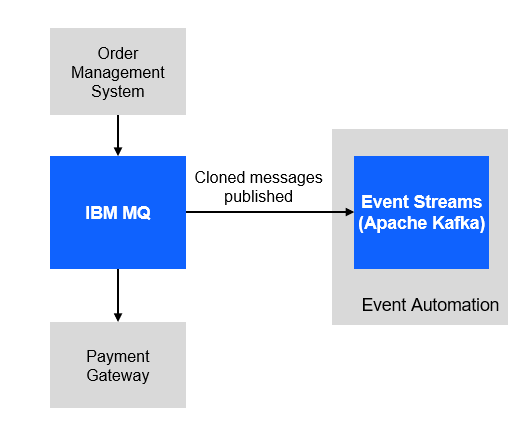 Order
Management
System
IBM MQ
Cloned messages
published
Event Streams
(Apache Kafka)
Event Automation
Payment
Gateway